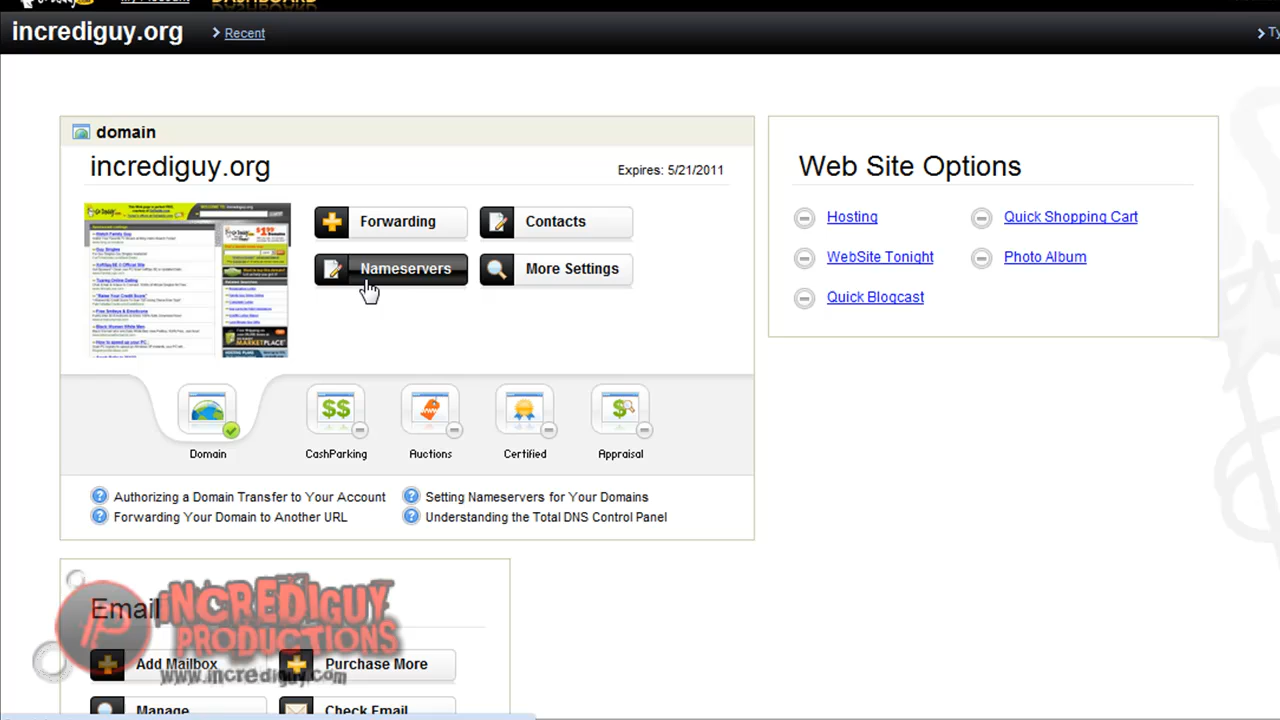 My Account DASHBOARD
incrediguy.org Recent
domain
incrediguy.org Expires: 5/21/2011
Forwarding Contacts
Nameservers More Settings
Domain CashParking Auctions Certified Appraisal
Authorizing a Domain Transfer to Your Account Setting Nameservers for Your Domains
Forwarding Your Domain to Another URL Understanding the Total DNS Control Panel
Web Site Options
Hosting Quick Shopping Cart
WebSite Tonight Photo Album
Quick Blogcast
Email
INCREDIGUY
PRODUCTIONS
www.incrediguy.com
Add Mailbox Purchase More
Manage Check Email